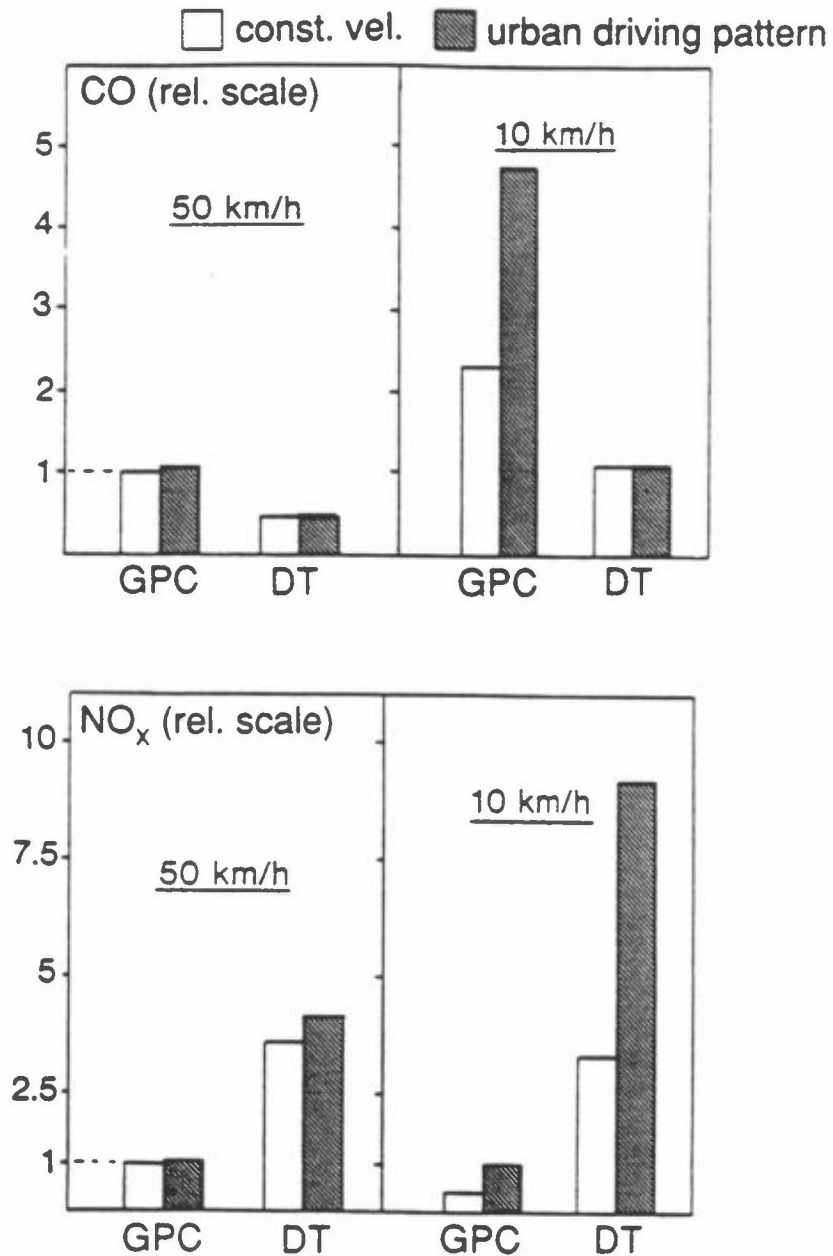 const. vel. urban driving pattern
CO (rel. scale)
10 km/h
5
50 km/h
4
3
2
1
GPC DT GPC DT
NOx (rel. scale)
10
10 km/h
7.5
50 km/h
5
2.5
1
GPC DT GPC DT